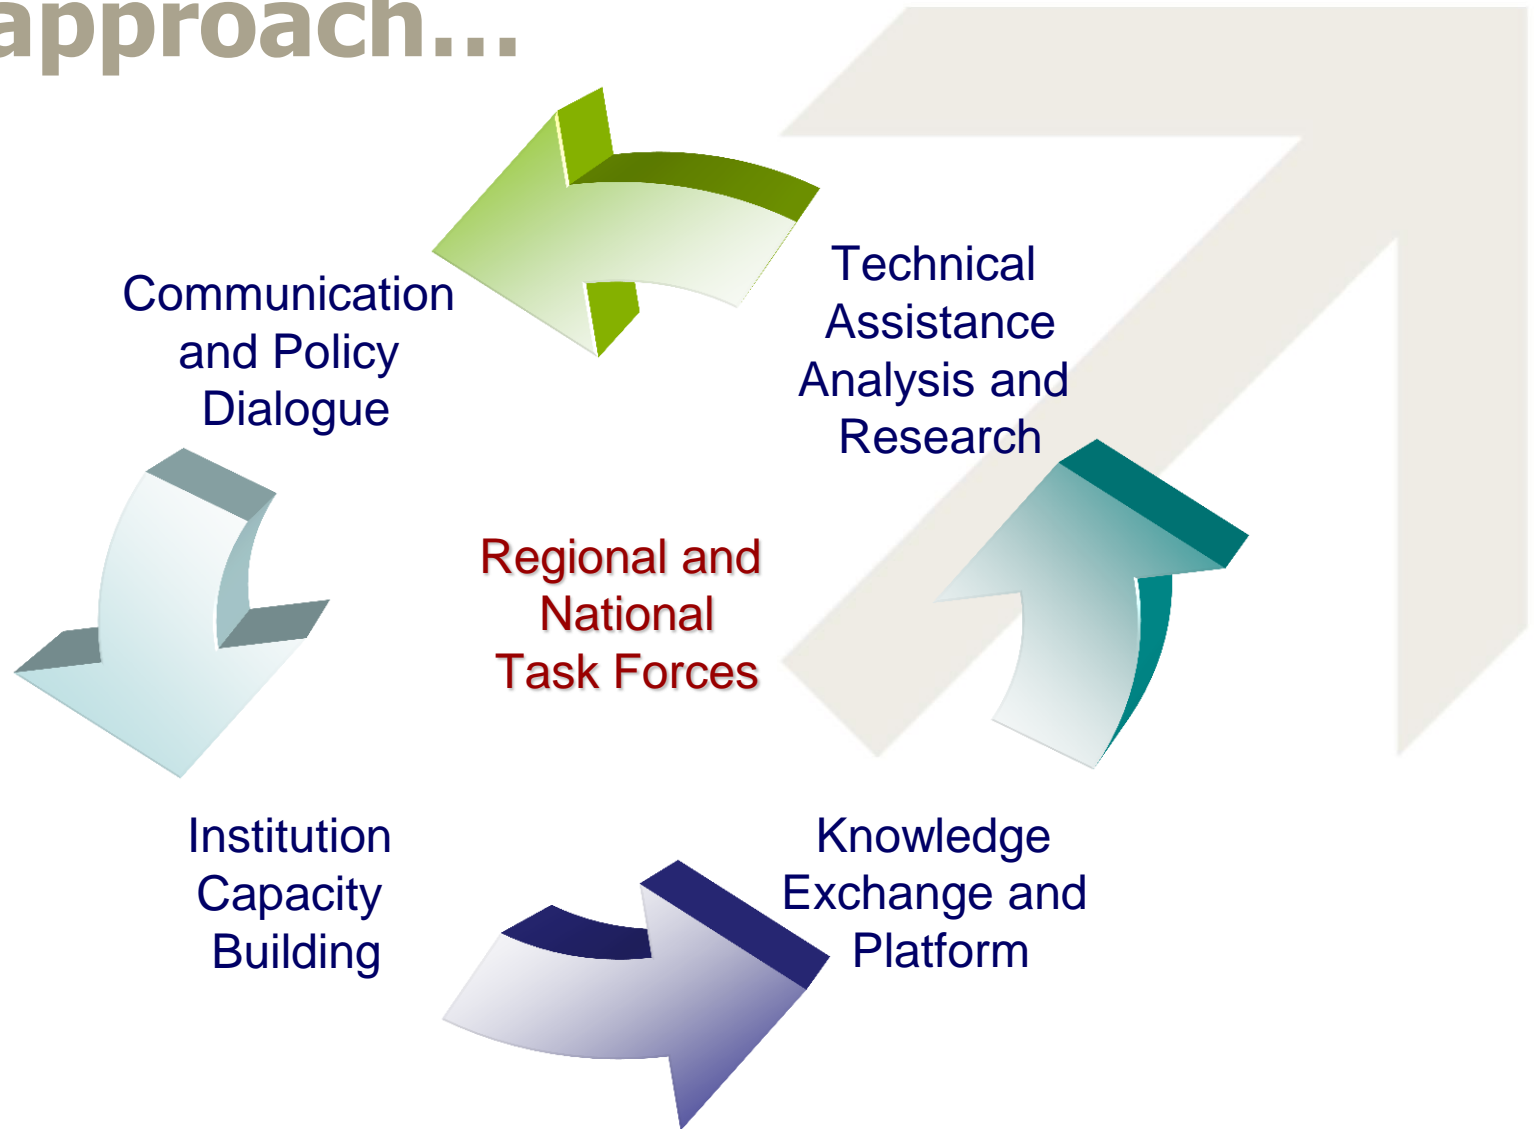 approach...
Communication
and Policy
Dialogue
Technical
Assistance
Analysis and
Research
Regional and
National
Task Forces
Institution
Capacity
Building
Knowledge
Exchange and
Platform